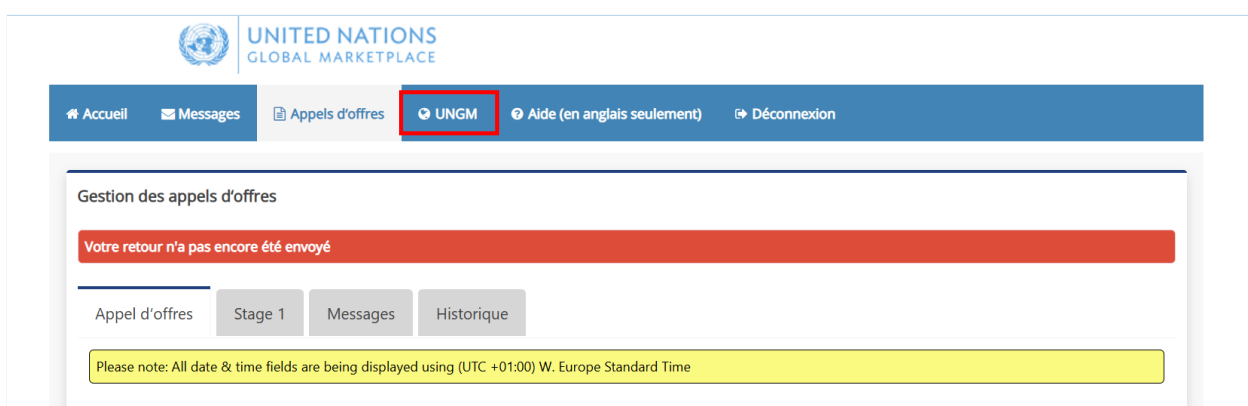 UNITED NATIONS
GLOBAL MARKETPLACE
Accueil Messages Appels d'offres UNGM Aide (en anglais seulement) Déconnexion
Gestion des appels d'offres
Votre retour n'a pas encore été envoyé
Appel d'offres Stage 1 Messages Historique
Please note: All date & time fields are being displayed using (UTC +01:00) W. Europe Standard Time